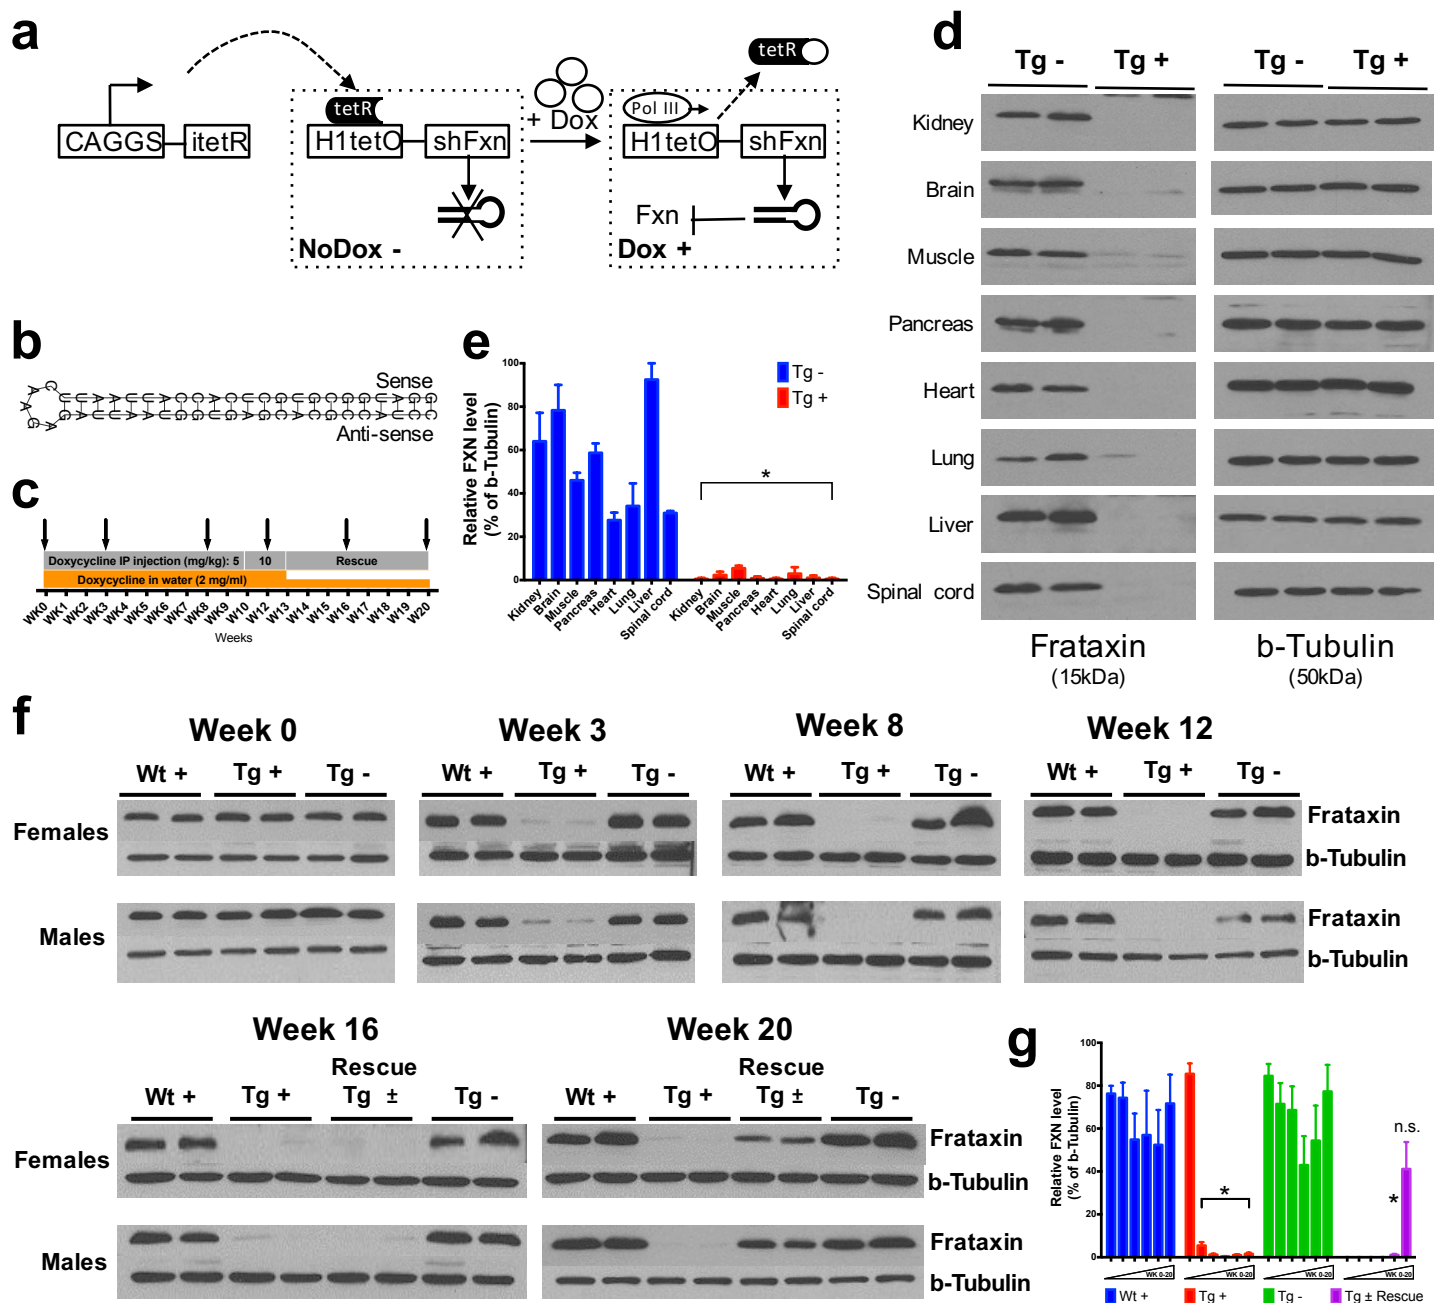 a
CAGGS
itetR
tetR
H1tetO
shFxn
NoDox -
+ Dox
tetR
Pol III
H1tetO
shFxn
Fxn
Dox +
b
Sense
Anti-sense
c
Doxycycline IP injection (mg/kg): 5
10
Rescue
Doxycycline in water (2 mg/ml)
WK0 WK1 WK2 WK3 WK4 WK5 WK6 WK7 WK8 WK9 W10 W11 W12 W13 W14 W15 W16 W17 W18 W19 W20
Weeks
d
Tg - Tg + Tg - Tg +
Kidney
Brain
Muscle
Pancreas
Heart
Lung
Liver
Spinal cord
Frataxin
(15kDa)
b-Tubulin
(50kDa)
e
Relative FXN level
(% of b-Tubulin)
100
80
60
40
20
0
Tg -
Tg +
*
Kidney Brain Muscle Pancreas Heart Lung Liver Spinal cord
Kidney Brain Muscle Pancreas Heart Lung Liver Spinal cord
f
Week 0 Week 3 Week 8 Week 12
Wt + Tg + Tg - Wt + Tg + Tg - Wt + Tg + Tg - Wt + Tg + Tg -
Females
Frataxin
b-Tubulin
Males
Frataxin
b-Tubulin
Week 16 Week 20
Rescue Rescue
Wt + Tg + Tg ± Tg - Wt + Tg + Tg ± Tg -
Females
Frataxin
b-Tubulin
Males
Frataxin
b-Tubulin
g
Relative FXN level
(% of b-Tubulin)
100
80
60
40
20
0
*
*
n.s.
WK 0-20 WK 0-20 WK 0-20 WK 0-20
Wt + Tg + Tg - Tg ± Rescue